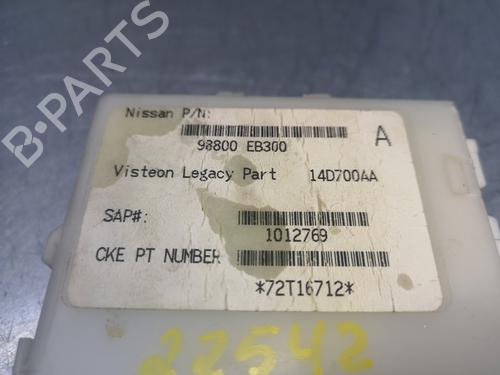 Nissan P/N:
98800 EB300
A
Visteon Legacy Part 14D700AA
SAP#:
1012769
CKE PT NUMBER
*72T16712*
22542
B-PARTS